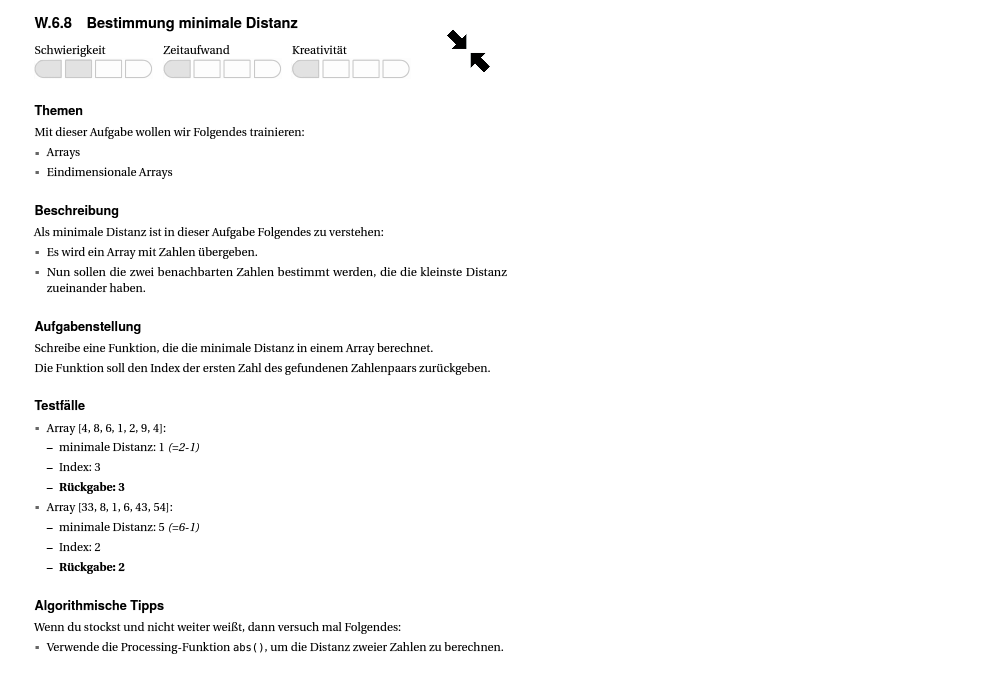 W.6.8 Bestimmung minimale Distanz
Schwierigkeit Zeitaufwand Kreativität
Themen
Mit dieser Aufgabe wollen wir Folgendes trainieren:
▪ Arrays
▪ Eindimensionale Arrays
Beschreibung
Als minimale Distanz ist in dieser Aufgabe Folgendes zu verstehen:
▪ Es wird ein Array mit Zahlen übergeben.
▪ Nun sollen die zwei benachbarten Zahlen bestimmt werden, die die kleinste Distanz
zueinander haben.
Aufgabenstellung
Schreibe eine Funktion, die die minimale Distanz in einem Array berechnet.
Die Funktion soll den Index der ersten Zahl des gefundenen Zahlenpaars zurückgeben.
Testfälle
▪ Array [4, 8, 6, 1, 2, 9, 4]:
– minimale Distanz: 1 (=2-1)
– Index: 3
– Rückgabe: 3
▪ Array [33, 8, 1, 6, 43, 54]:
– minimale Distanz: 5 (=6-1)
– Index: 2
– Rückgabe: 2
Algorithmische Tipps
Wenn du stockst und nicht weiter weißt, dann versuch mal Folgendes:
▪ Verwende die Processing-Funktion abs(), um die Distanz zweier Zahlen zu berechnen.